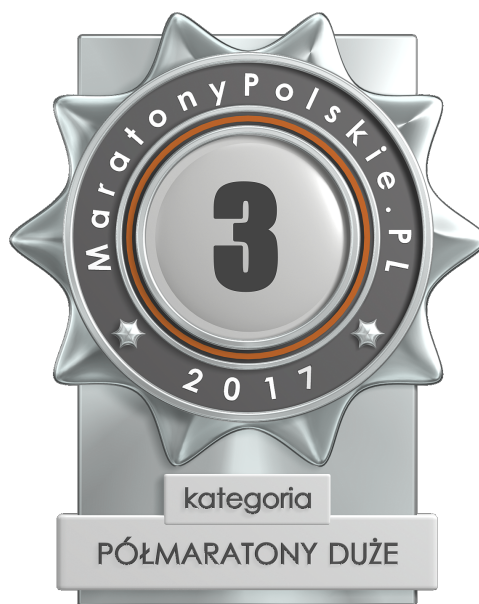 MaratonyPolskie.PL
3
2017
kategoria
PÓŁMARATONY DUŻE